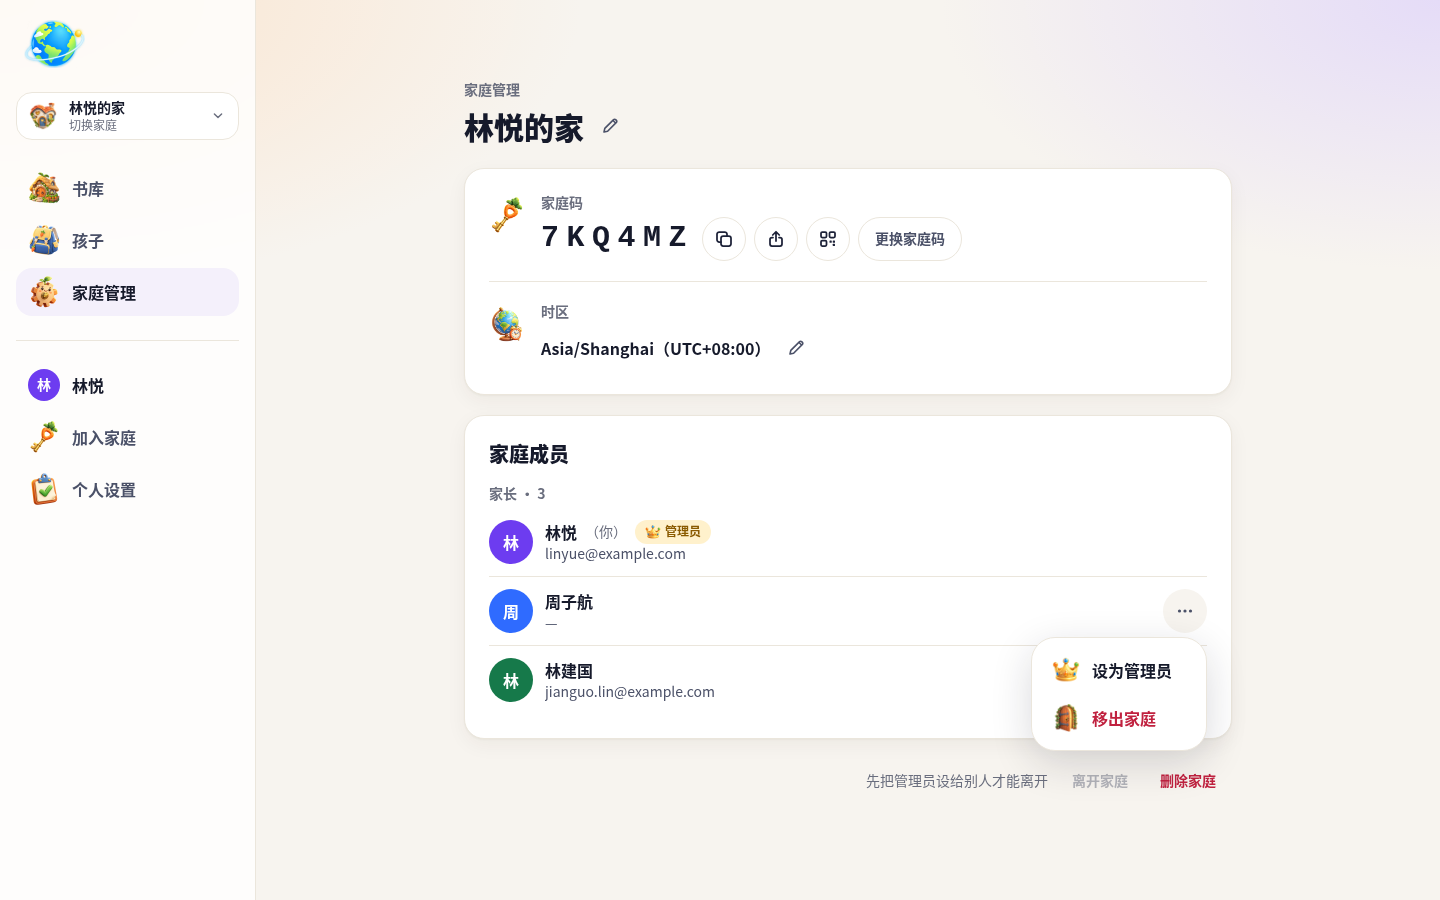 林悦的家
切换家庭
书库
孩子
家庭管理
林
林悦
加入家庭
个人设置
家庭管理
林悦的家
家庭码
7KQ4MZ
更换家庭码
时区
Asia/Shanghai（UTC+08:00）
家庭成员
家长 · 3
林
林悦 （你） 管理员
linyue@example.com
周
周子航
—
林
林建国
jianguo.lin@example.com
设为管理员
移出家庭
先把管理员设给别人才能离开 离开家庭 删除家庭